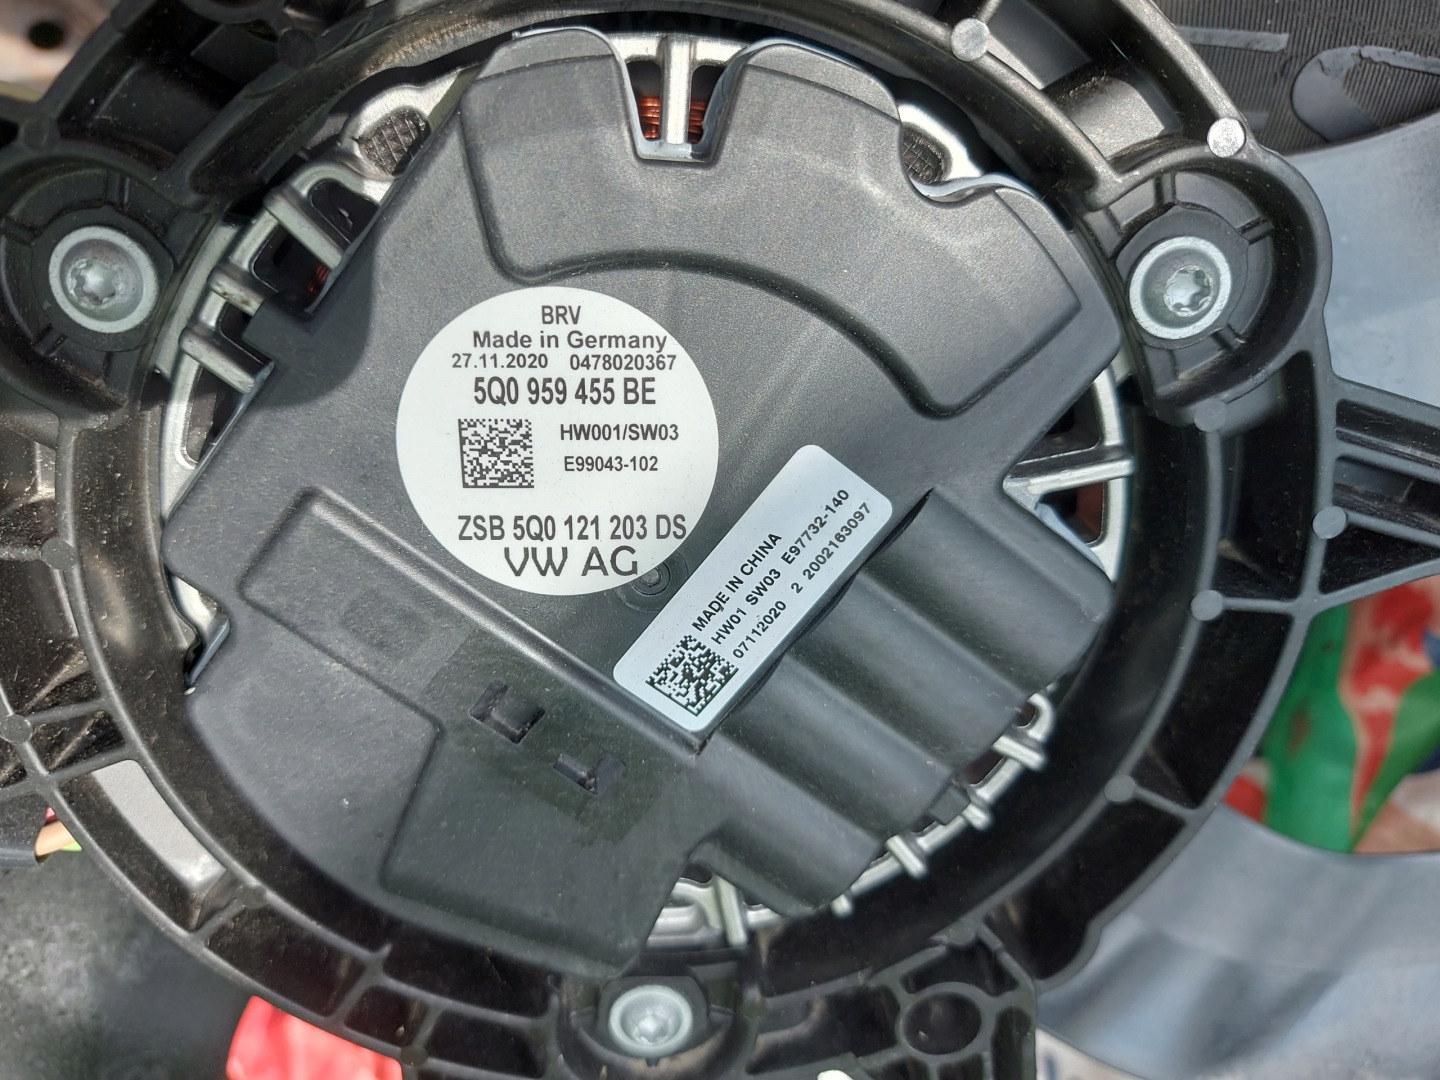 BRV
Made in Germany
27.11.2020 0478020367
5Q0 959 455 BE
HW001/SW03
E99043-102
ZSB 5Q0 121 203 DS
VW AG
MADE IN CHINA
HW01 SW03 E97732-140
07112020 2 2002163097